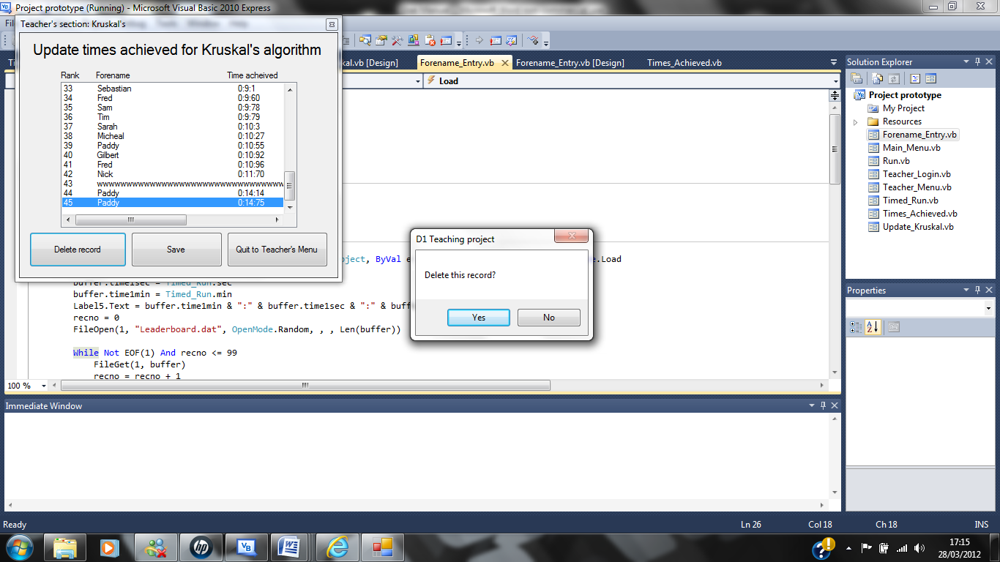 Project prototype (Running) - Microsoft Visual Basic 2010 Express
Teacher's section: Kruskal's
Update times achieved for Kruskal's algorithm
Rank Forename Time acheived
33 Sebastian 0:9:1
34 Fred 0:9:60
35 Sam 0:9:78
36 Tim 0:9:79
37 Sarah 0:10:3
38 Micheal 0:10:27
39 Paddy 0:10:55
40 Gilbert 0:10:92
41 Fred 0:10:96
42 Nick 0:11:70
43 wwwwwwwwwwwwwwwwwwwwwwwwwwwwwwww
44 Paddy 0:14:14
45 Paddy 0:14:75
Delete record Save Quit to Teacher's Menu
kal.vb [Design] Forename_Entry.vb Forename_Entry.vb [Design] Times_Achieved.vb
Load
bject, ByVal e e.Load
Buffer.time1sec = Timed_Run.sec
buffer.time1min = Timed_Run.min
Label5.Text = buffer.time1min & ":" & buffer.time1sec & ":" & buff
recno = 0
FileOpen(1, "Leaderboard.dat", OpenMode.Random, , , Len(buffer))
While Not EOF(1) And recno <= 99
FileGet(1, buffer)
recno = recno + 1
100 %
D1 Teaching project
Delete this record?
Yes No
Solution Explorer
Project prototype
My Project
Resources
Forename_Entry.vb
Main_Menu.vb
Run.vb
Teacher_Login.vb
Teacher_Menu.vb
Timed_Run.vb
Times_Achieved.vb
Update_Kruskal.vb
Properties
Immediate Window
Ready Ln 26 Col 18 Ch 18 INS
17:15
28/03/2012